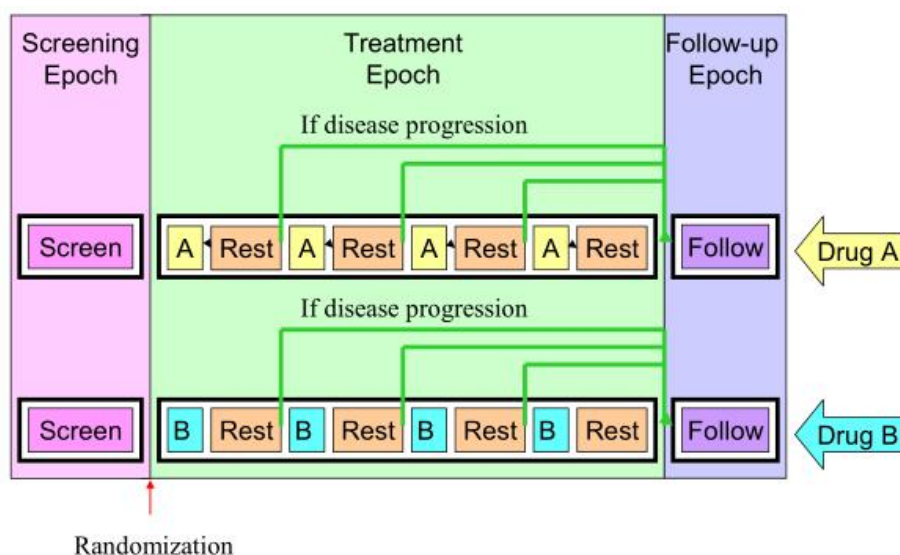 Screening
Epoch
Treatment
Epoch
Follow-up
Epoch
If disease progression
Screen
A Rest A Rest A Rest A Rest
Follow
Drug A
If disease progression
Screen
B Rest B Rest B Rest B Rest
Follow
Drug B
Randomization